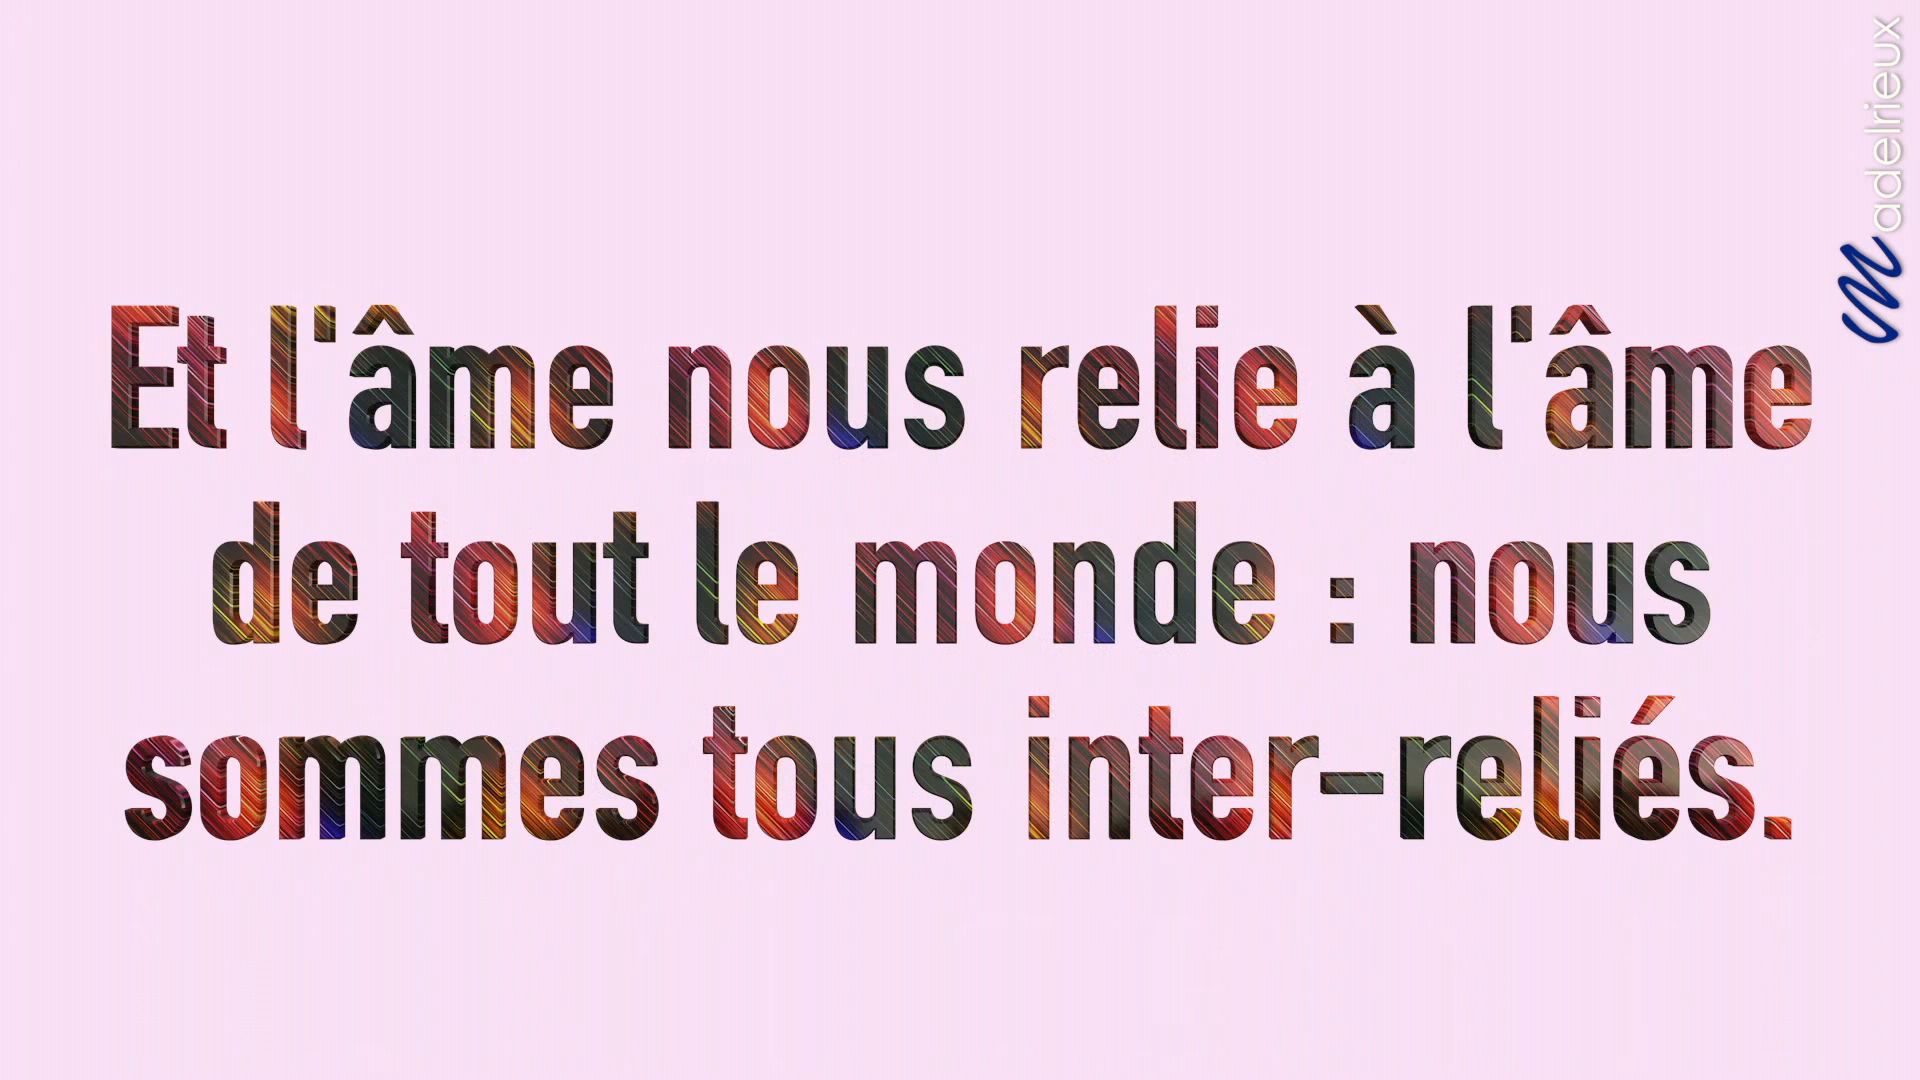 Et l'âme nous relie à l'âme
de tout le monde : nous
sommes tous inter-reliés.
Madelrieux